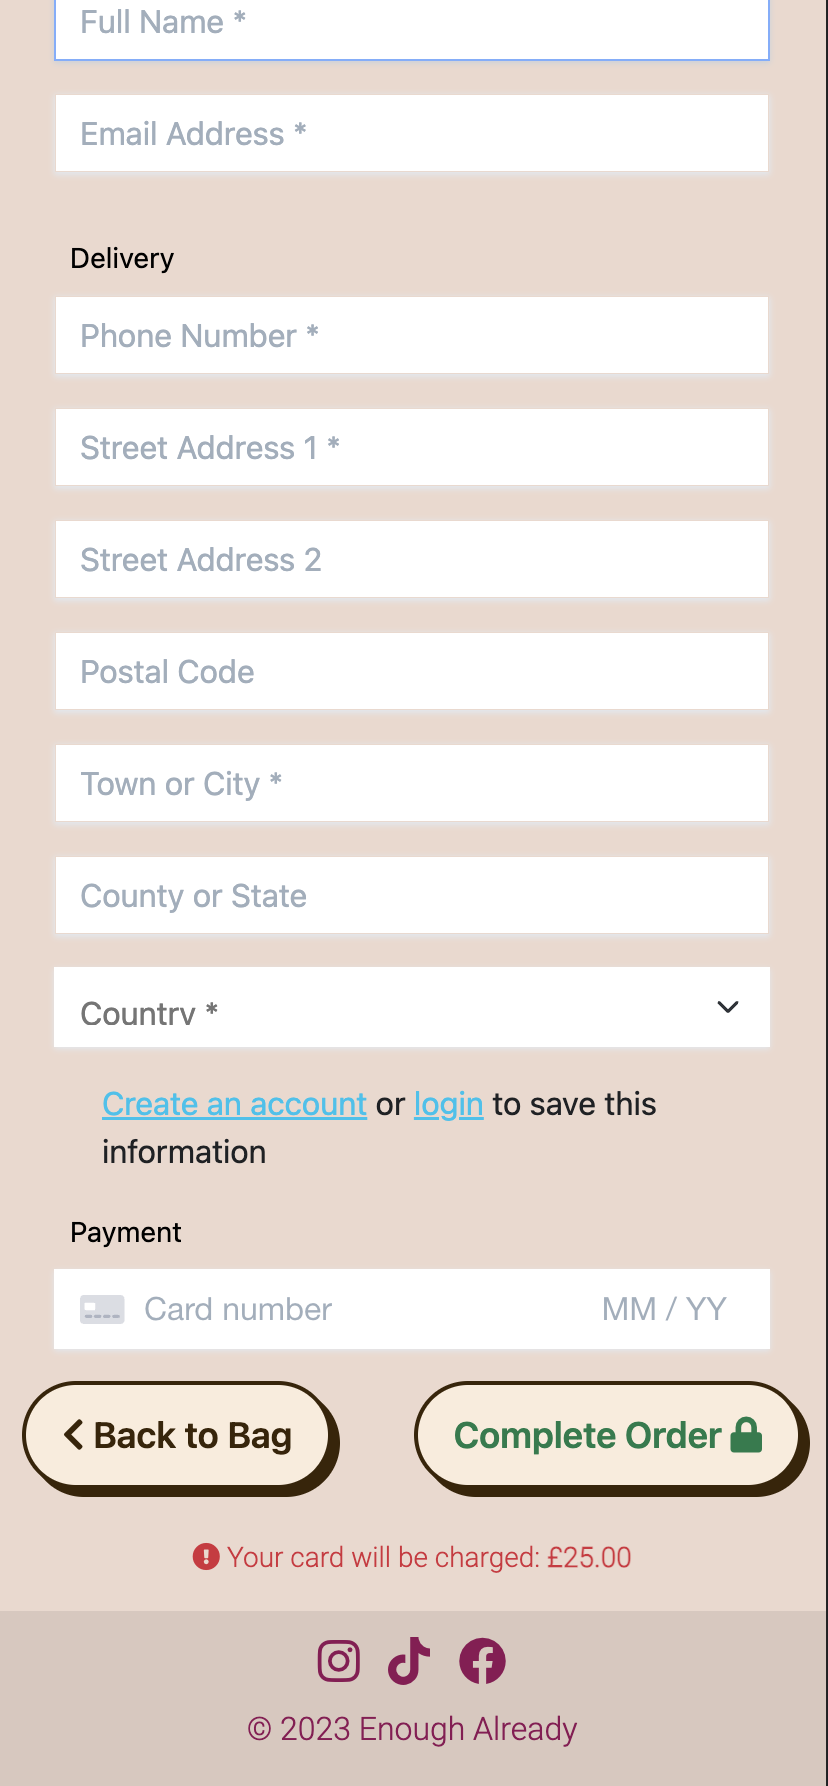 Full Name *
Email Address *
Delivery
Phone Number *
Street Address 1 *
Street Address 2
Postal Code
Town or City *
County or State
Country *
Create an account or login to save this
information
Payment
Card number MM / YY
Back to Bag Complete Order
Your card will be charged: £25.00
© 2023 Enough Already